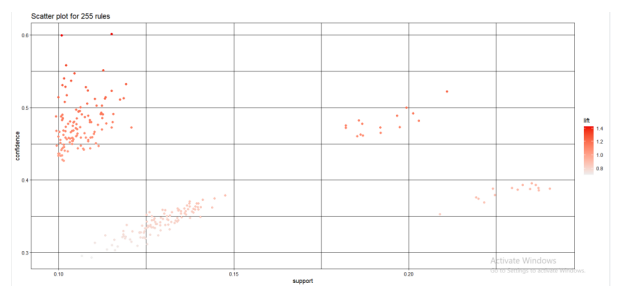 Scatter plot for 255 rules
0.6
0.5
0.4
0.3
confidence
0.10
0.15
0.20
support
lift
1.4
1.2
1.0
0.8
Activate Windows
Go to Settings to activate Windows.